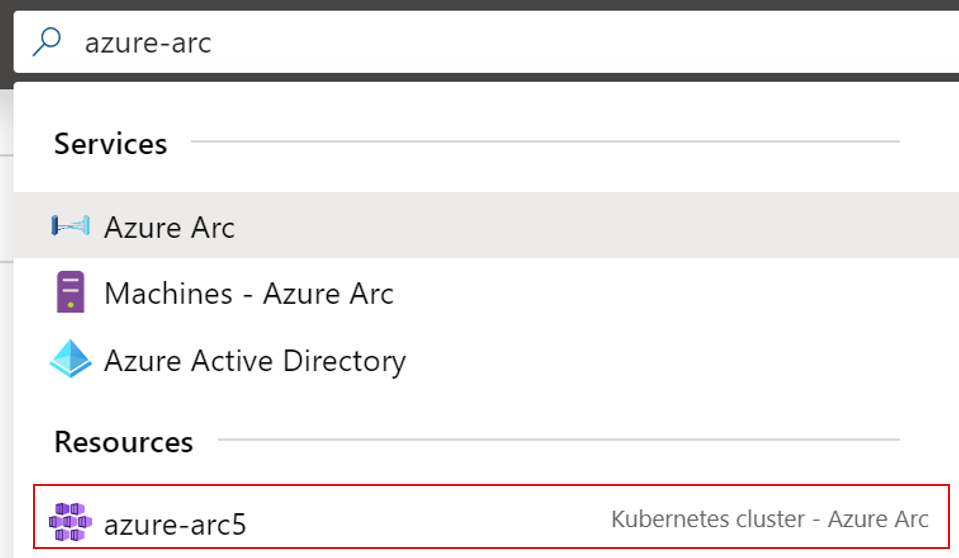 azure-arc
Services
Azure Arc
Machines - Azure Arc
Azure Active Directory
Resources
azure-arc5 Kubernetes cluster - Azure Arc